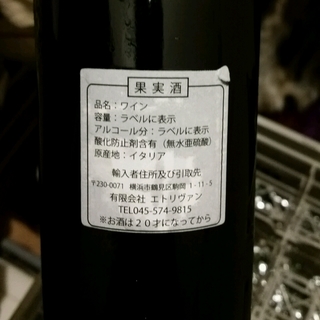 果実酒
品名：ワイン
容量：ラベルに表示
アルコール分：ラベルに表示
酸化防止剤含有（無水亜硫酸）
原産地：イタリア
輸入者住所及び引取先
〒230-0071 横浜市鶴見区駒岡 1-11-5
有限会社 エトリヴァン
TEL045-574-9815
※お酒は２０才になってから